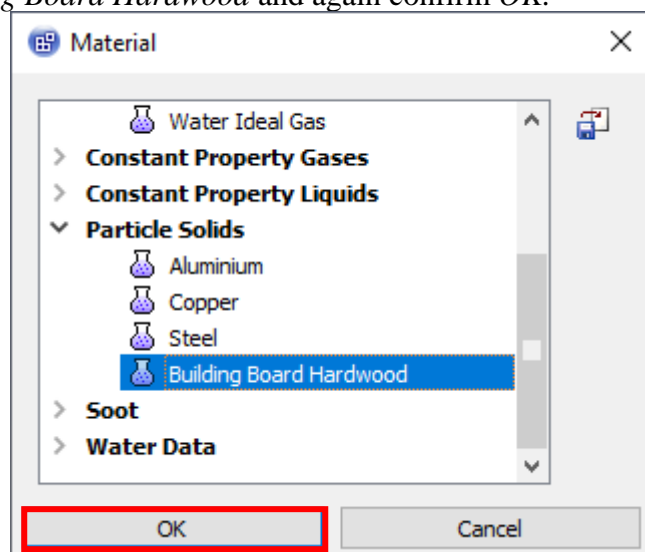 g Board Hardwood and again confirm OK.
Material
Water Ideal Gas
Constant Property Gases
Constant Property Liquids
Particle Solids
Aluminium
Copper
Steel
Building Board Hardwood
Soot
Water Data
OK
Cancel